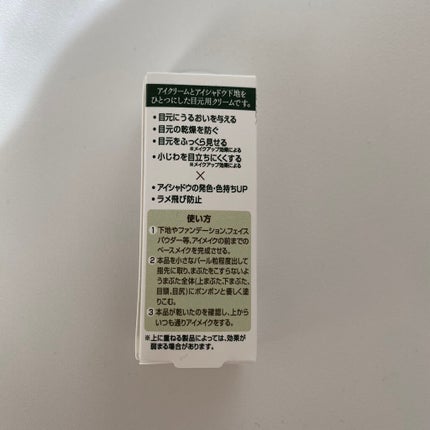 アイクリームとアイシャドウ下地を
ひとつにした目元用クリームです。
・目元にうるおいを与える
・目元の乾燥を防ぐ
・目元をふっくら見せる
※メイクアップ効果による
・小じわを目立ちにくくする
※メイクアップ効果による
×
・アイシャドウの発色・色持ちUP
・ラメ飛び防止
使い方
1 下地やファンデーション、フェイス
パウダー等、アイメイクの前までの
ベースメイクを完成させる。
2 本品を小さなパール粒程度出して
指先に取り、まぶたをこすらないよ
うまぶた全体(上まぶた、下まぶた、
目頭、目尻)にポンポンと優しく塗
りこむ。
3 本品が乾いたのを確認し、上から
いつも通りアイメイクをする。
※上に重ねる製品によっては、効果が
弱まる場合があります。